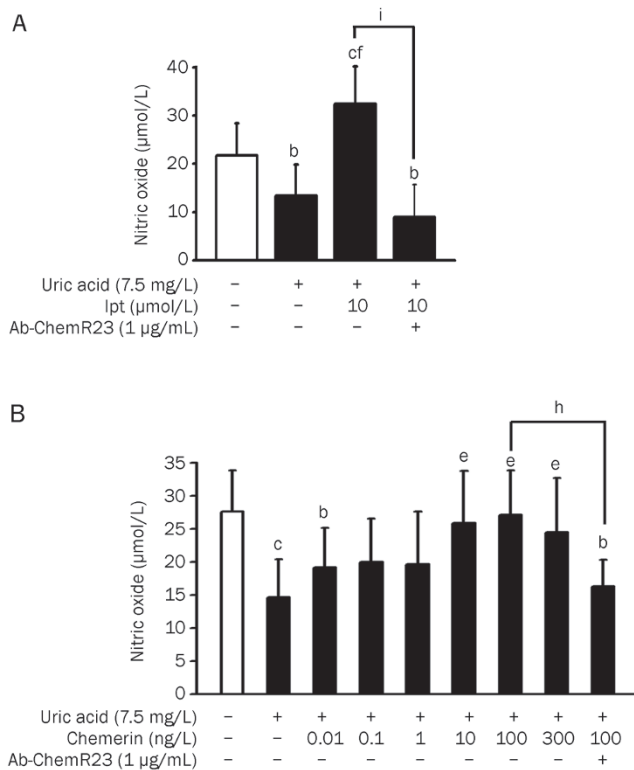 A
i
cf
40
30
b
b
20
10
0
Nitric oxide (µmol/L)
Uric acid (7.5 mg/L) – + + +
Ipt (µmol/L) – – 10 10
Ab-ChemR23 (1 µg/mL) – – – +
B
h
35
e e e
30
b
25
c
b
20
15
10
5
0
Nitric oxide (µmol/L)
Uric acid (7.5 mg/L) – + + + + + + + +
Chemerin (ng/L) – – 0.01 0.1 1 10 100 300 100
Ab-ChemR23 (1 µg/mL) – – – – – – – – +